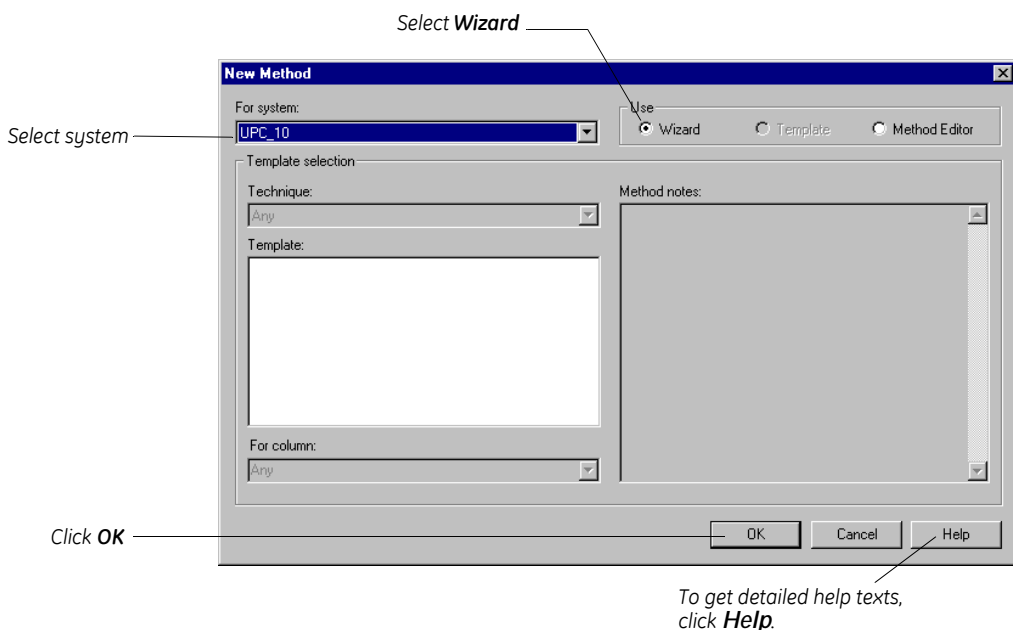 Select Wizard
New Method
For system:
Use
Select system
UPC_10
Wizard
Template
Method Editor
Template selection
Technique:
Method notes:
Any
Template:
For column:
Any
Click OK
OK
Cancel
Help
To get detailed help texts,
click Help.